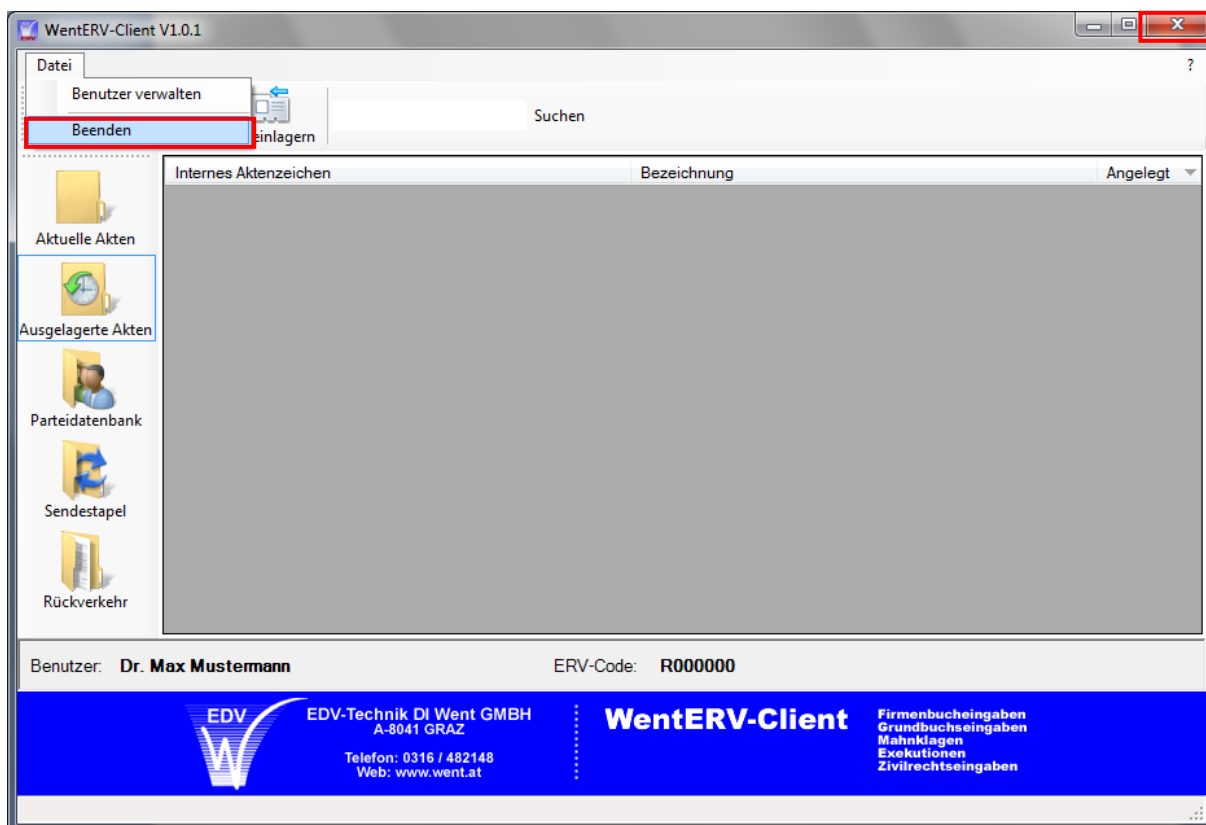 WentERV-Client V1.0.1
X
Datei
?
Benutzer verwalten
Beenden
einlagern
Suchen
Internes Aktenzeichen Bezeichnung Angelegt
Aktuelle Akten
Ausgelagerte Akten
Parteidatenbank
Sendestapel
Rückverkehr
Benutzer: Dr. Max Mustermann ERV-Code: R000000
EDV
W
EDV-Technik DI Went GMBH
A-8041 GRAZ
Telefon: 0316 / 482148
Web: www.went.at
WentERV-Client
Firmenbucheingaben
Grundbuchseingaben
Mahnklagen
Exekutionen
Zivilrechtseingaben